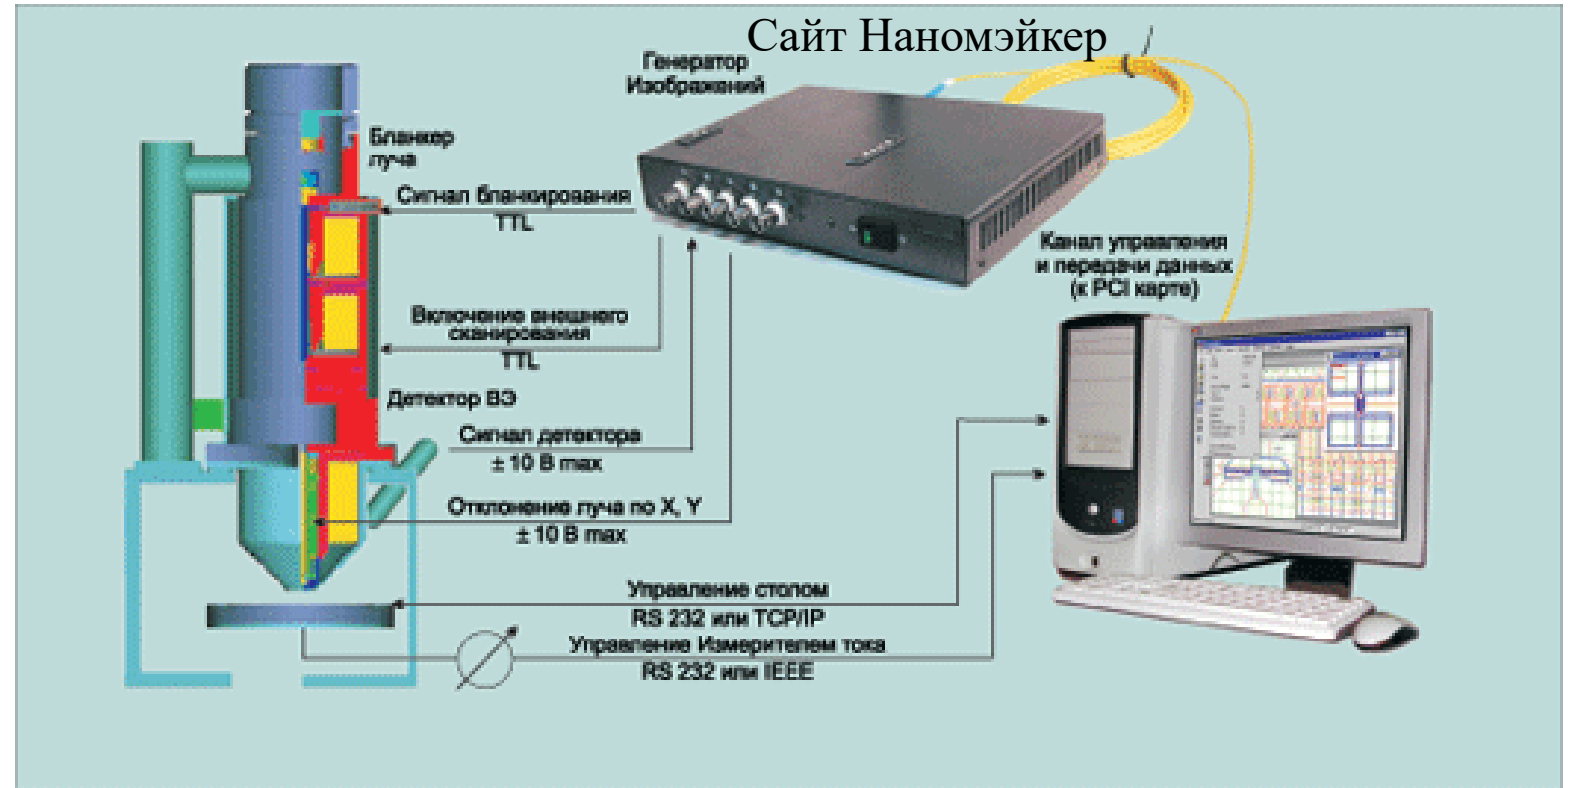 Сайт Наномэйкер
Генератор
Изображений
Бланкер
луча
Сигнал бланкирования
TTL
Канал управления
и передачи данных
(к PCI карте)
Включение внешнего
сканирования
TTL
Детектор ВЭ
Сигнал детектора
± 10 В max
Отклонение луча по X, Y
± 10 В max
Управление столом
RS 232 или TCP/IP
Управление Измерителем тока
RS 232 или IEEE